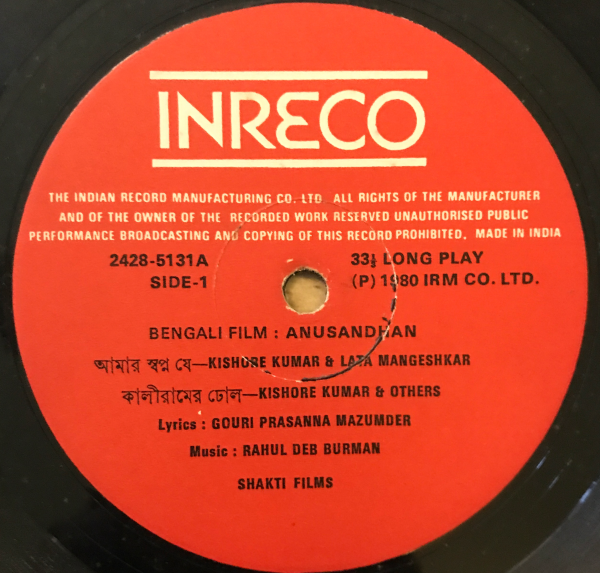 INRECO
THE INDIAN RECORD MANUFACTURING CO. LTD ALL RIGHTS OF THE MANUFACTURER
AND OF THE OWNER OF THE RECORDED WORK RESERVED UNAUTHORISED PUBLIC
PERFORMANCE BROADCASTING AND COPYING OF THIS RECORD PROHIBITED. MADE IN INDIA
2428-5131A 33⅓ LONG PLAY
SIDE-1 (P) 1980 IRM CO. LTD.
BENGALI FILM : ANUSANDHAN
আমার স্বপ্ন যে—KISHORE KUMAR & LATA MANGESHKAR
কালীরামের ঢোল—KISHORE KUMAR & OTHERS
Lyrics : GOURI PRASANNA MAZUMDER
Music : RAHUL DEB BURMAN
SHAKTI FILMS